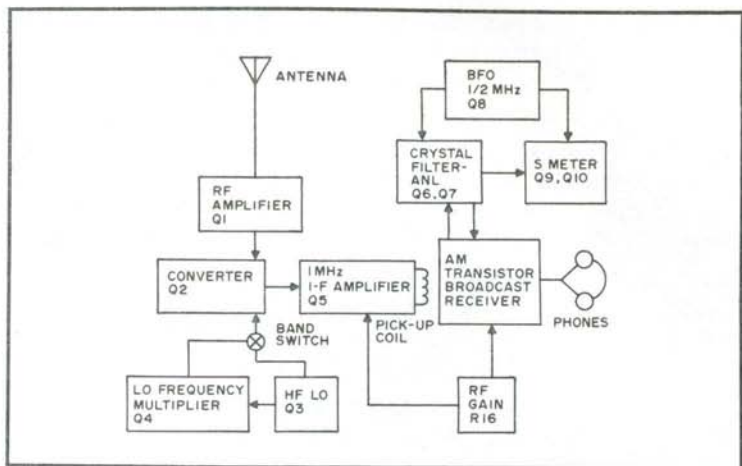 ANTENNA
BFO
1/2 MHz
Q8
CRYSTAL
FILTER-
ANL
Q6,Q7
S METER
Q9,Q10
RF
AMPLIFIER
Q1
CONVERTER
Q2
1MHz
I-F AMPLIFIER
Q5
AM
TRANSISTOR
BROADCAST
RECEIVER
PHONES
BAND
SWITCH
PICK-UP
COIL
LO FREQUENCY
MULTIPLIER
Q4
HF LO
Q3
RF
GAIN
R16